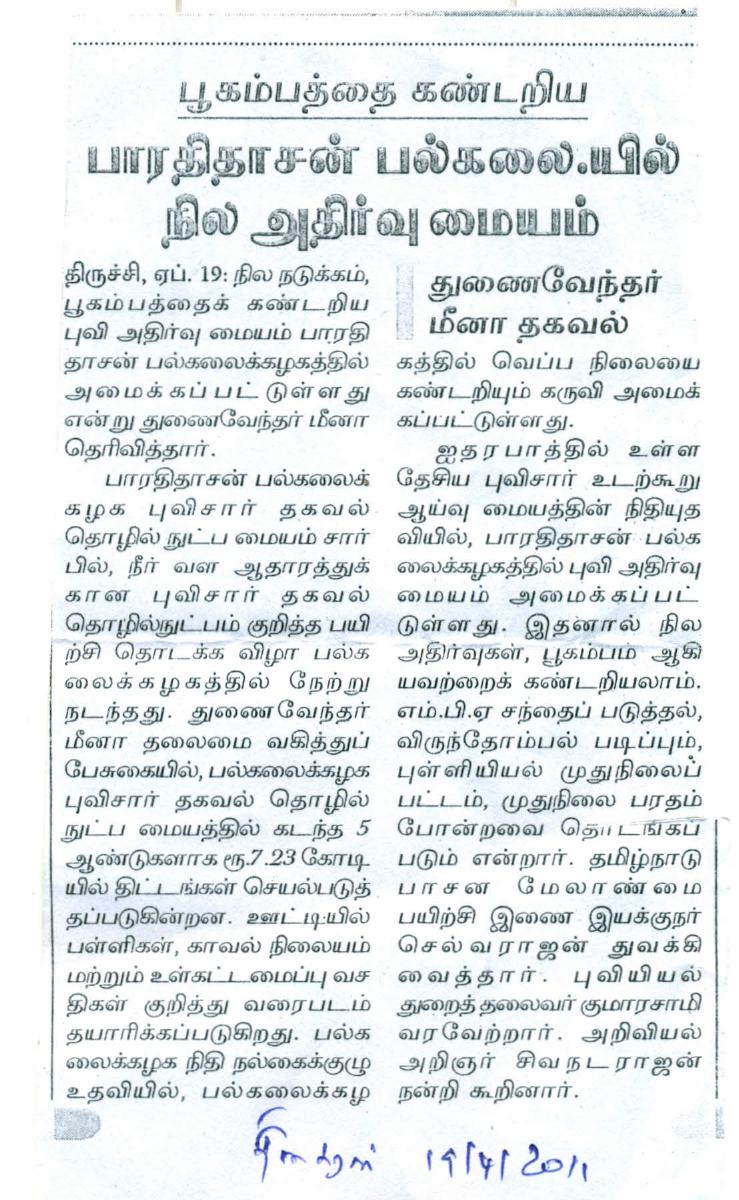 பூகம்பத்தை கண்டறிய
பாரதிதாசன் பல்கலை.யில்
நில அதிர்வு மையம்
திருச்சி, ஏப். 19: நில நடுக்கம்,
பூகம்பத்தைக் கண்டறிய
புவி அதிர்வு மையம் பாரதி
தாசன் பல்கலைக்கழகத்தில்
அமைக்கப்பட்டுள்ளது
என்று துணைவேந்தர் மீனா
தெரிவித்தார்.
பாரதிதாசன் பல்கலைக்
கழக புவிசார் தகவல்
தொழில் நுட்ப மையம் சார்
பில், நீர் வள ஆதாரத்துக்
கான புவிசார் தகவல்
தொழில்நுட்பம் குறித்த பயி
ற்சி தொடக்க விழா பல்க
லைக்கழகத்தில் நேற்று
நடந்தது. துணைவேந்தர்
மீனா தலைமை வகித்துப்
பேசுகையில், பல்கலைக்கழக
புவிசார் தகவல் தொழில்
நுட்ப மையத்தில் கடந்த 5
ஆண்டுகளாக ரூ.7.23 கோடி
யில் திட்டங்கள் செயல்படுத்
தப்படுகின்றன. ஊட்டியில்
பள்ளிகள், காவல் நிலையம்
மற்றும் உள்கட்டமைப்பு வச
திகள் குறித்து வரைபடம்
தயாரிக்கப்படுகிறது. பல்க
லைக்கழக நிதி நல்கைக்குழு
உதவியில், பல்கலைக்கழ
துணைவேந்தர்
மீனா தகவல்
கத்தில் வெப்ப நிலையை
கண்டறியும் கருவி அமைக்
கப்பட்டுள்ளது.
ஐதரபாத்தில் உள்ள
தேசிய புவிசார் உடற்கூறு
ஆய்வு மையத்தின் நிதியுத
வியில், பாரதிதாசன் பல்க
லைக்கழகத்தில் புவி அதிர்வு
மையம் அமைக்கப்பட்
டுள்ளது. இதனால் நில
அதிர்வுகள், பூகம்பம் ஆகி
யவற்றைக் கண்டறியலாம்.
எம்.பி.ஏ சந்தைப் படுத்தல்,
விருந்தோம்பல் படிப்பும்,
புள்ளியியல் முதுநிலைப்
பட்டம், முதுநிலை பரதம்
போன்றவை தொடங்கப்
படும் என்றார். தமிழ்நாடு
பாசன மேலாண்மை
பயிற்சி இணை இயக்குநர்
செல்வராஜன் துவக்கி
வைத்தார். புவியியல்
துறைத்தலைவர் குமாரசாமி
வரவேற்றார். அறிவியல்
அறிஞர் சிவநடராஜன்
நன்றி கூறினார்.
தினகரன் 19/4/2011